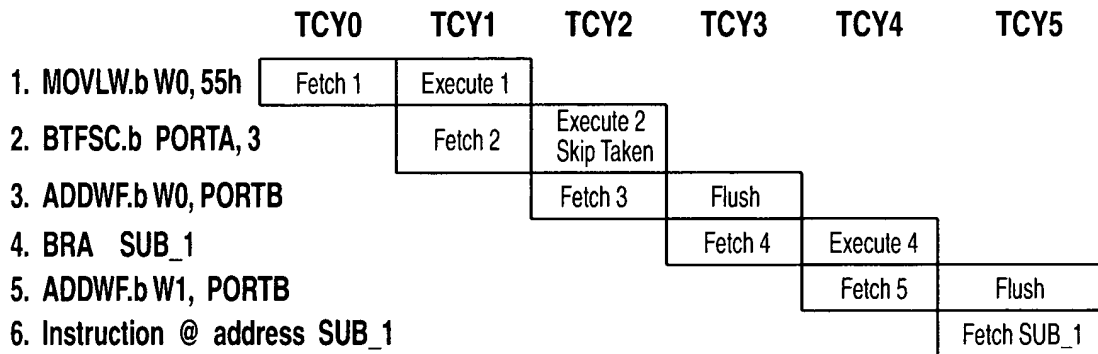 TCY0 TCY1 TCY2 TCY3 TCY4 TCY5
1. MOVLW.b W0, 55h Fetch 1 Execute 1
2. BTFSC.b PORTA, 3 Fetch 2 Execute 2
Skip Taken
3. ADDWF.b W0, PORTB Fetch 3 Flush
4. BRA SUB_1 Fetch 4 Execute 4
5. ADDWF.b W1, PORTB Fetch 5 Flush
6. Instruction @ address SUB_1 Fetch SUB_1